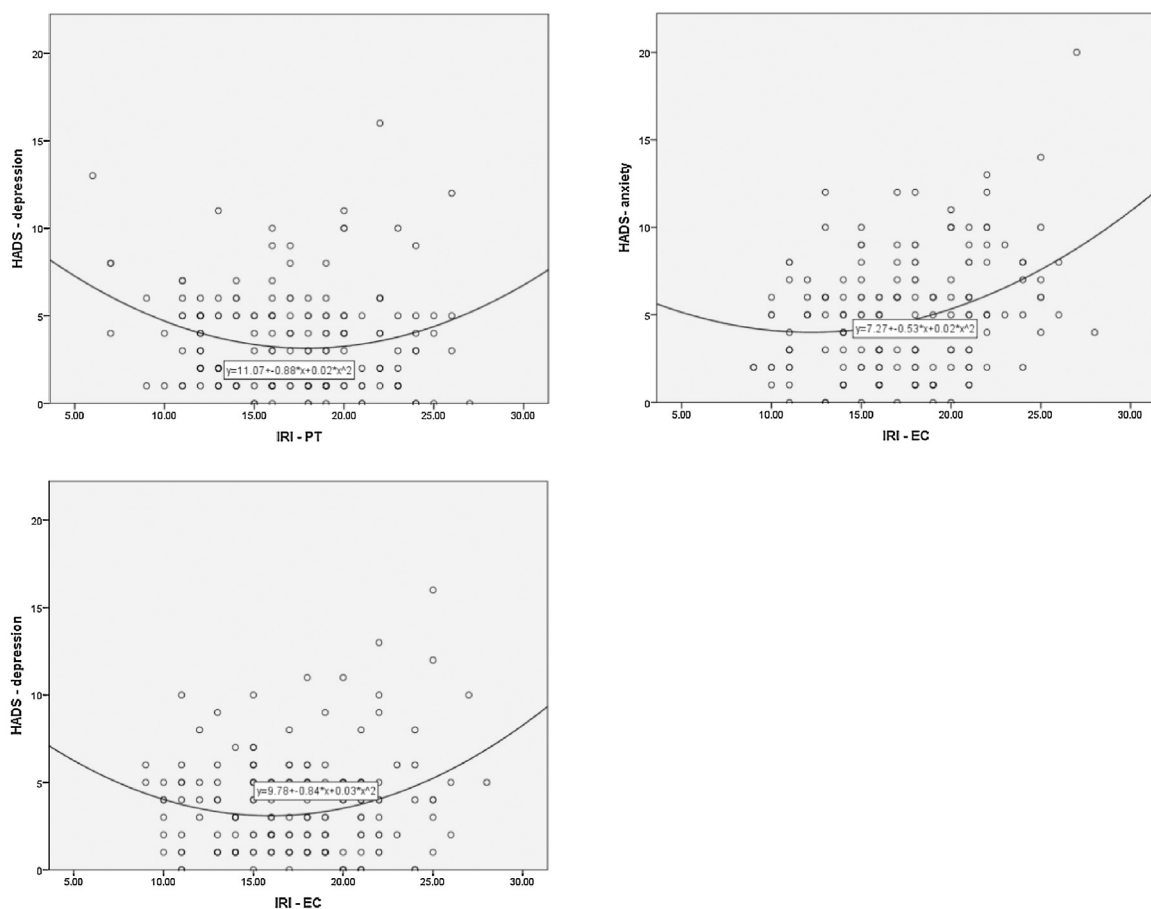 20
15
10
5
0
HADS - depression
y=11.07+-0.88*x+0.02*x^2
5.00 10.00 15.00 20.00 25.00 30.00
IRI - PT
20
15
10
5
0
HADS- anxiety
y=7.27+-0.53*x+0.02*x^2
5.00 10.00 15.00 20.00 25.00 30.00
IRI - EC
20
15
10
5
0
HADS - depression
y=9.78+-0.84*x+0.03*x^2
5.00 10.00 15.00 20.00 25.00 30.00
IRI - EC